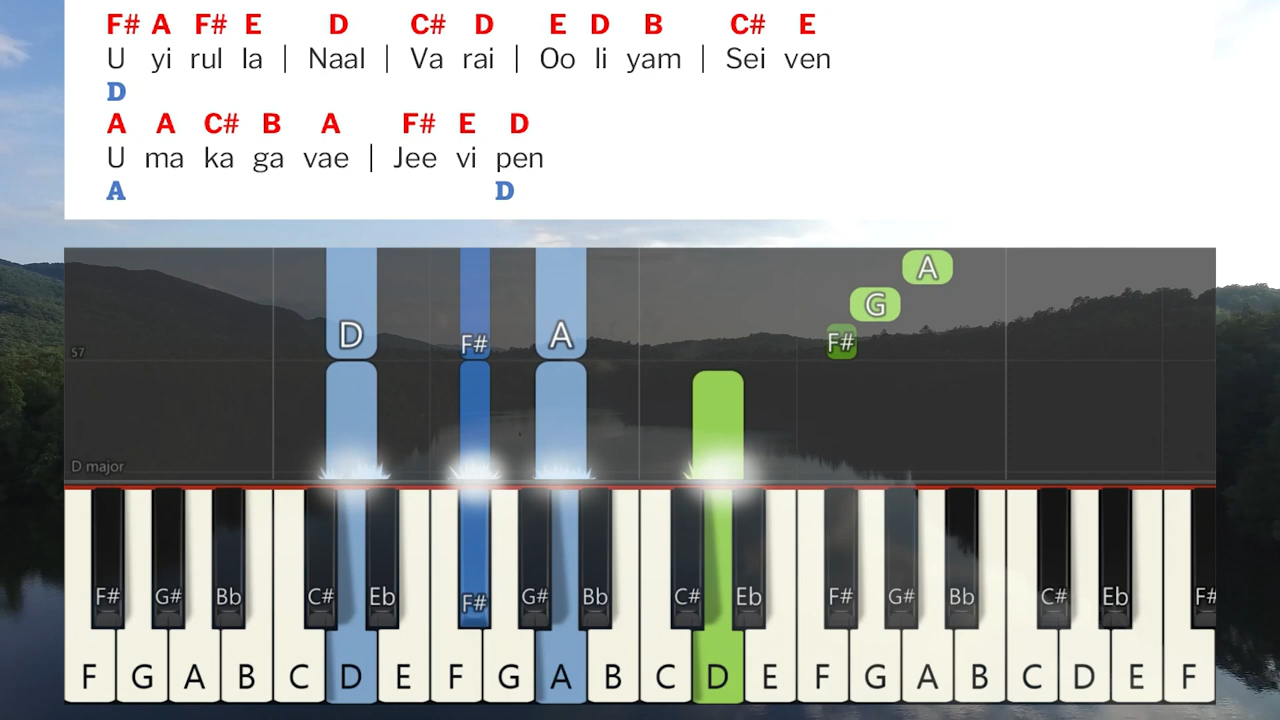 F# A F# E D C# D E D B C# E
U yi rul la | Naal | Va rai | Oo li yam | Sei ven
D
A A C# B A F# E D
U ma ka ga vae | Jee vi pen
A D
A
G
D F# A F#
57
D major
F# G# Bb C# Eb F# G# Bb C# Eb F# G# Bb C# Eb F#
F G A B C D E F G A B C D E F G A B C D E F